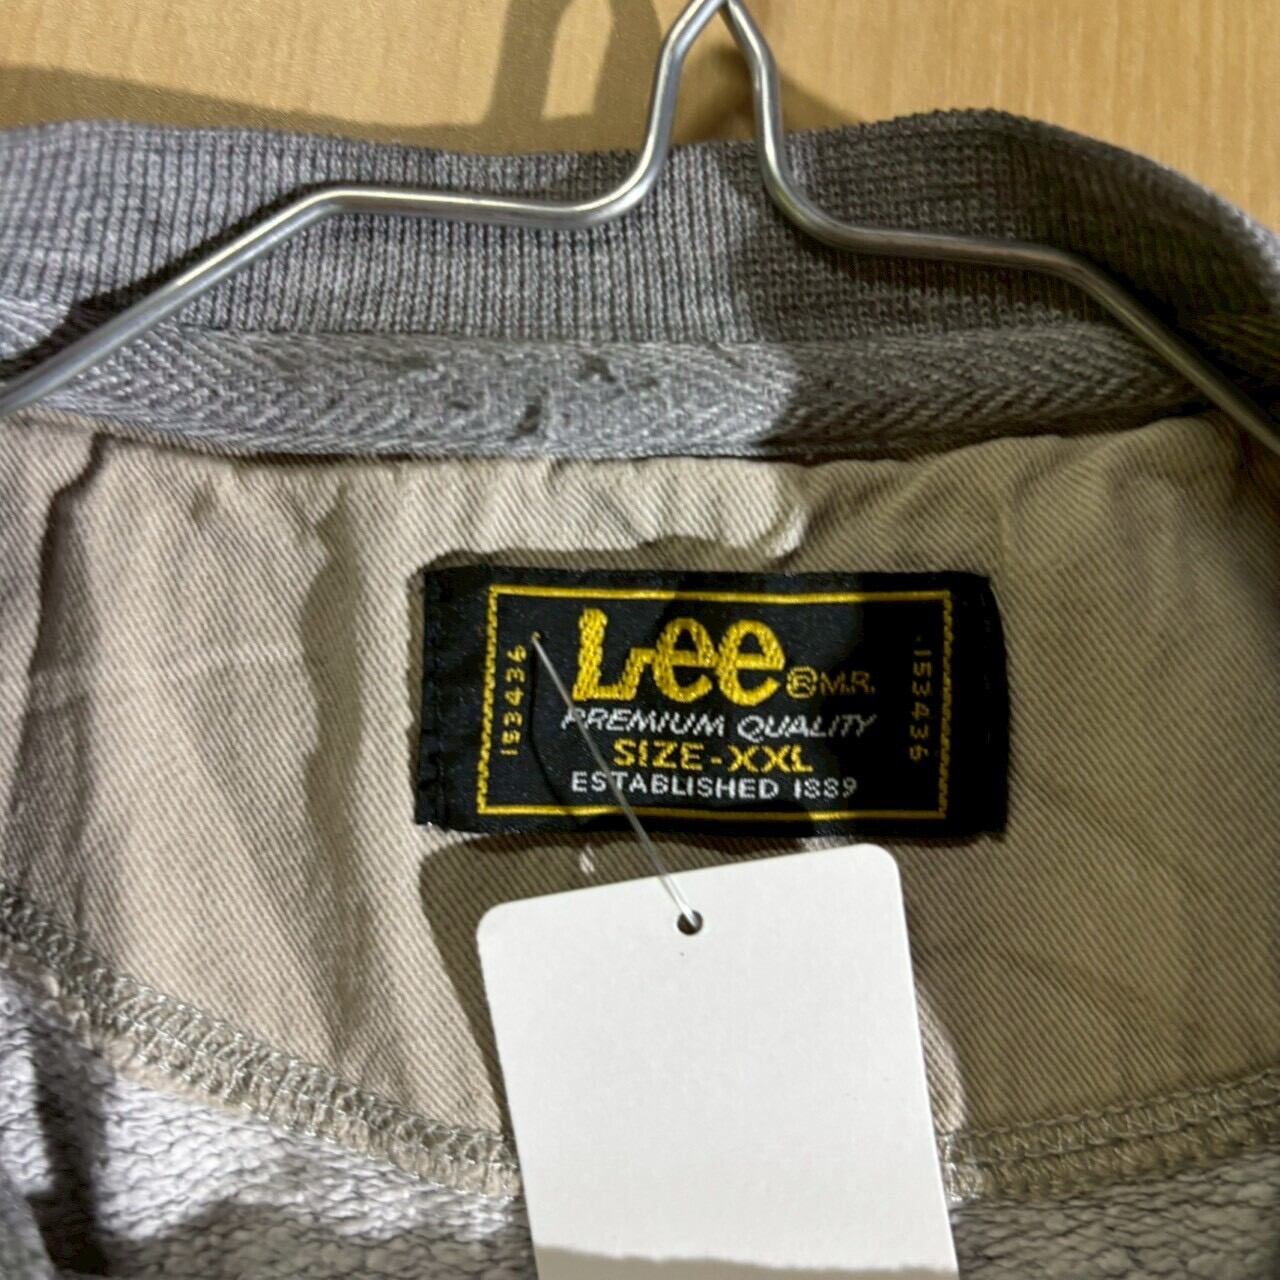 Lee ® M.R.
PREMIUM QUALITY
SIZE-XXL
ESTABLISHED 1889
153436
153436